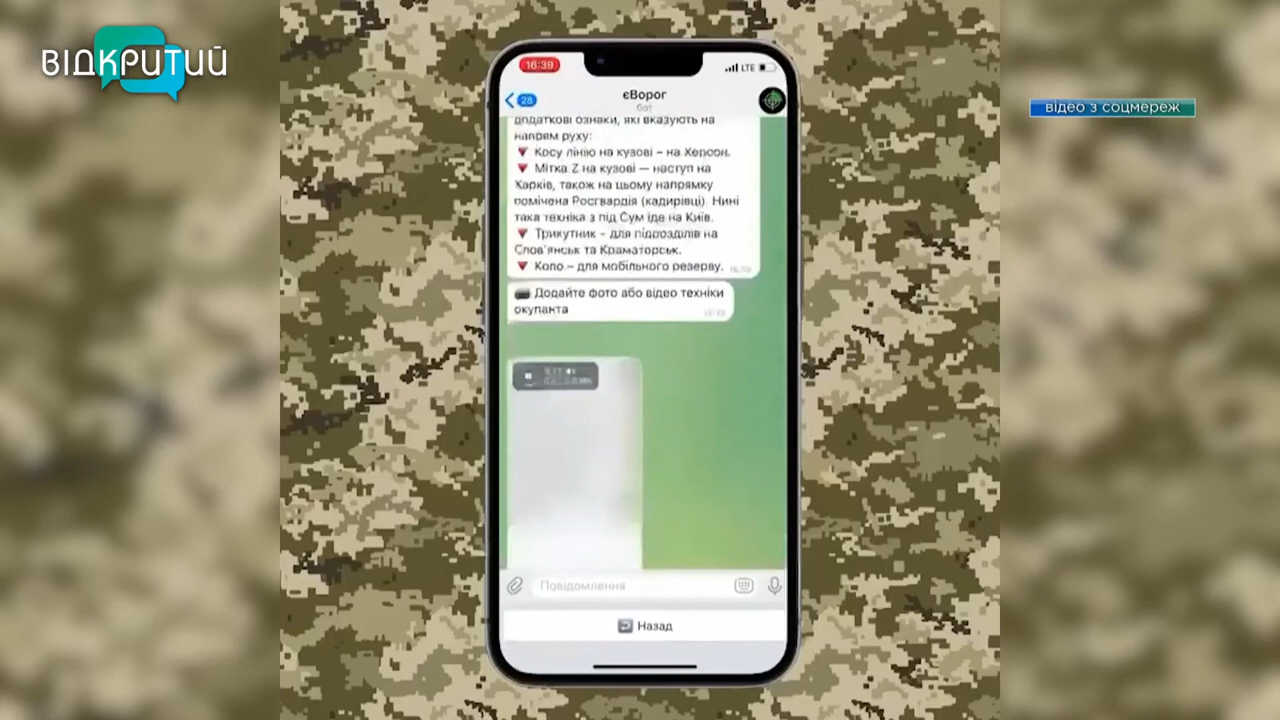 ВІДКРИТИЙ
відео з соцмереж
16:39
LTE
28
єВорог
бот
додаткові ознаки, які вказують на
напрям руху:
🔻 Косу лінію на кузові – на Херсон.
🔻 Мітка Z на кузові — наступ на
Харків, також на цьому напрямку
помічена Росгвардія (кадирівці). Нині
така техніка з під Сум іде на Київ.
🔻 Трикутник – для підрозділів на
Слов'янськ та Краматорськ.
🔻 Коло – для мобільного резерву.
Додайте фото або відео техніки
окупанта
Повідомлення
Назад